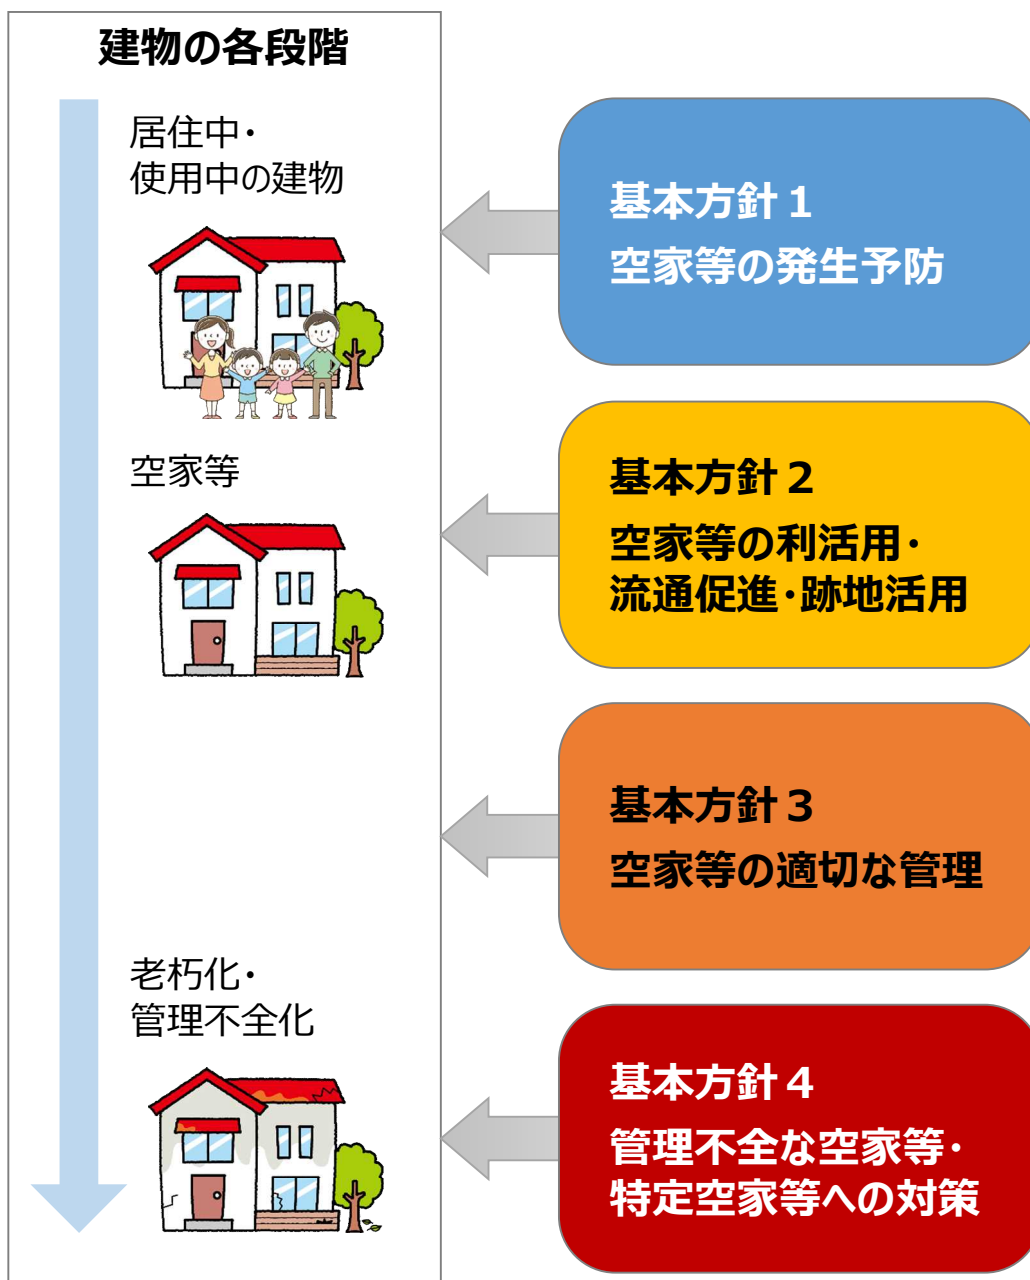 建物の各段階
居住中・
使用中の建物
基本方針１
空家等の発生予防
空家等
基本方針２
空家等の利活用・
流通促進・跡地活用
基本方針３
空家等の適切な管理
老朽化・
管理不全化
基本方針４
管理不全な空家等・
特定空家等への対策